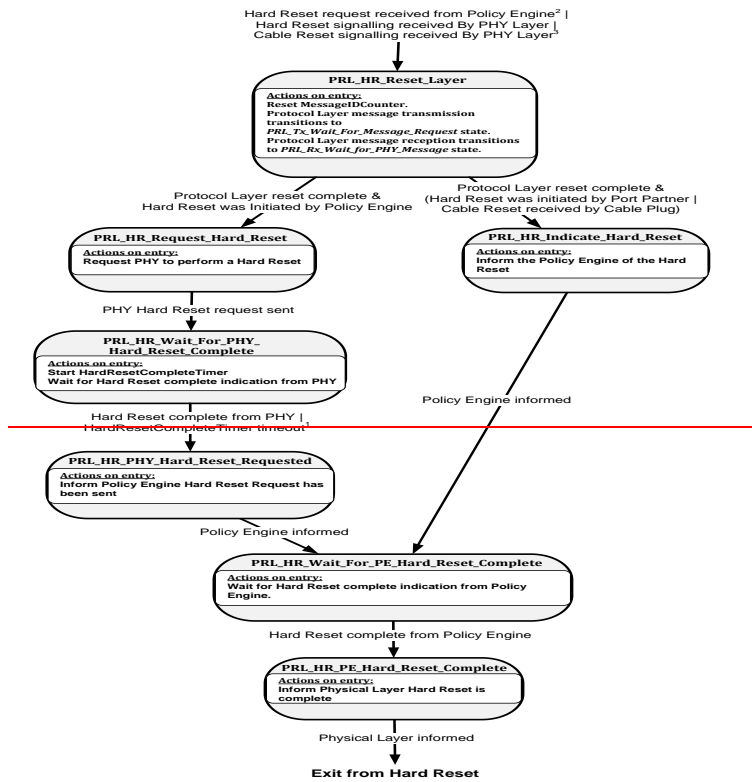 Hard Reset request received from Policy Engine² |
Hard Reset signalling received By PHY Layer |
Cable Reset signalling received By PHY Layer³
PRL_HR_Reset_Layer
Actions on entry:
Reset MessageIDCounter.
Protocol Layer message transmission
transitions to
PRL_Tx_Wait_For_Message_Request state.
Protocol Layer message reception transitions
to PRL_Rx_Wait_for_PHY_Message state.
Protocol Layer reset complete &
Hard Reset was Initiated by Policy Engine
Protocol Layer reset complete &
(Hard Reset was initiated by Port Partner |
Cable Reset received by Cable Plug)
PRL_HR_Request_Hard_Reset
Actions on entry:
Request PHY to perform a Hard Reset
PRL_HR_Indicate_Hard_Reset
Actions on entry:
Inform the Policy Engine of the Hard
Reset
PHY Hard Reset request sent
PRL_HR_Wait_For_PHY_
Hard_Reset_Complete
Actions on entry:
Start HardResetCompleteTimer
Wait for Hard Reset complete indication from PHY
Policy Engine informed
Hard Reset complete from PHY |
HardResetCompleteTimer timeout¹
PRL_HR_PHY_Hard_Reset_Requested
Actions on entry:
Inform Policy Engine Hard Reset Request has
been sent
Policy Engine informed
PRL_HR_Wait_For_PE_Hard_Reset_Complete
Actions on entry:
Wait for Hard Reset complete indication from Policy
Engine.
Hard Reset complete from Policy Engine
PRL_HR_PE_Hard_Reset_Complete
Actions on entry:
Inform Physical Layer Hard Reset is
complete
Physical Layer informed
Exit from Hard Reset